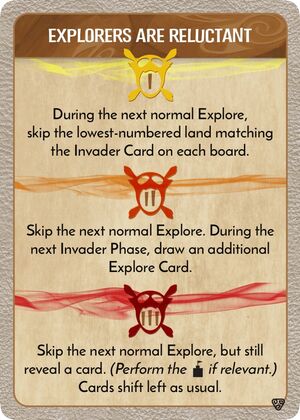 EXPLORERS ARE RELUCTANT
I
During the next normal Explore,
skip the lowest-numbered land matching
the Invader Card on each board.
II
Skip the next normal Explore. During the
next Invader Phase, draw an additional
Explore Card.
III
Skip the next normal Explore, but still
reveal a card. (Perform the if relevant.)
Cards shift left as usual.